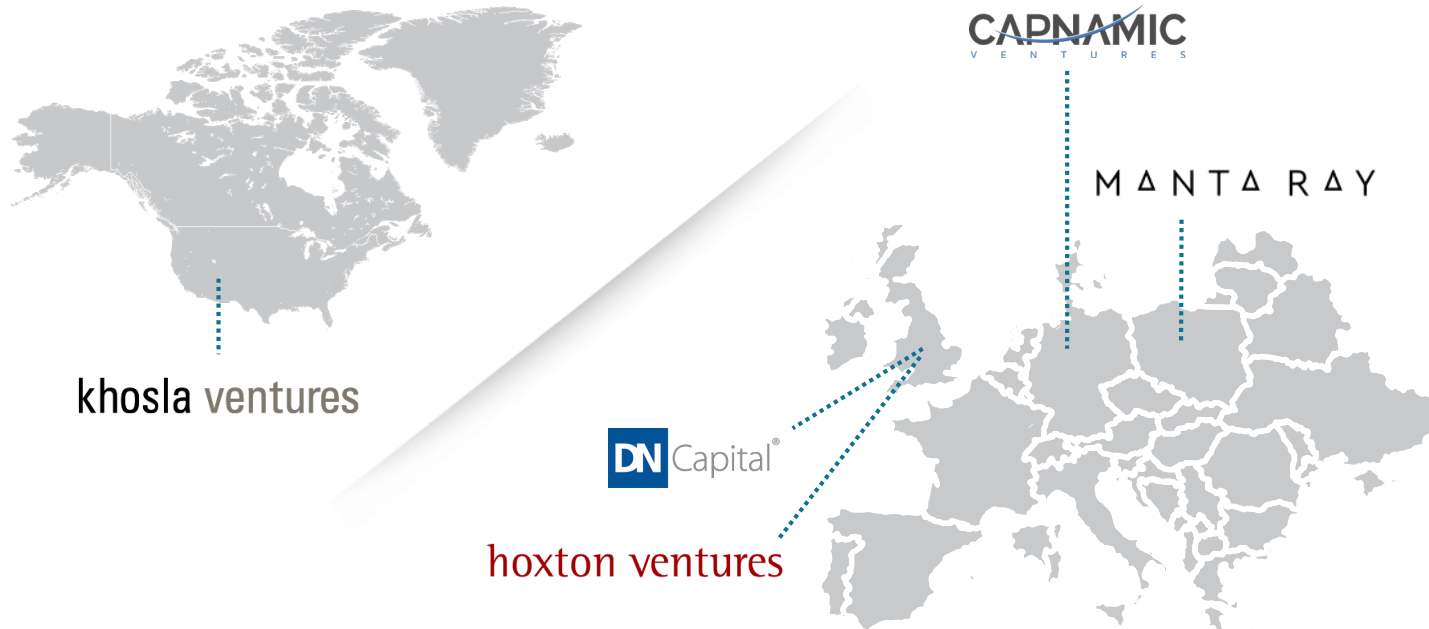 CAPNAMIC
VENTURES
MANTA RAY
khosla ventures
DN Capital®
hoxton ventures